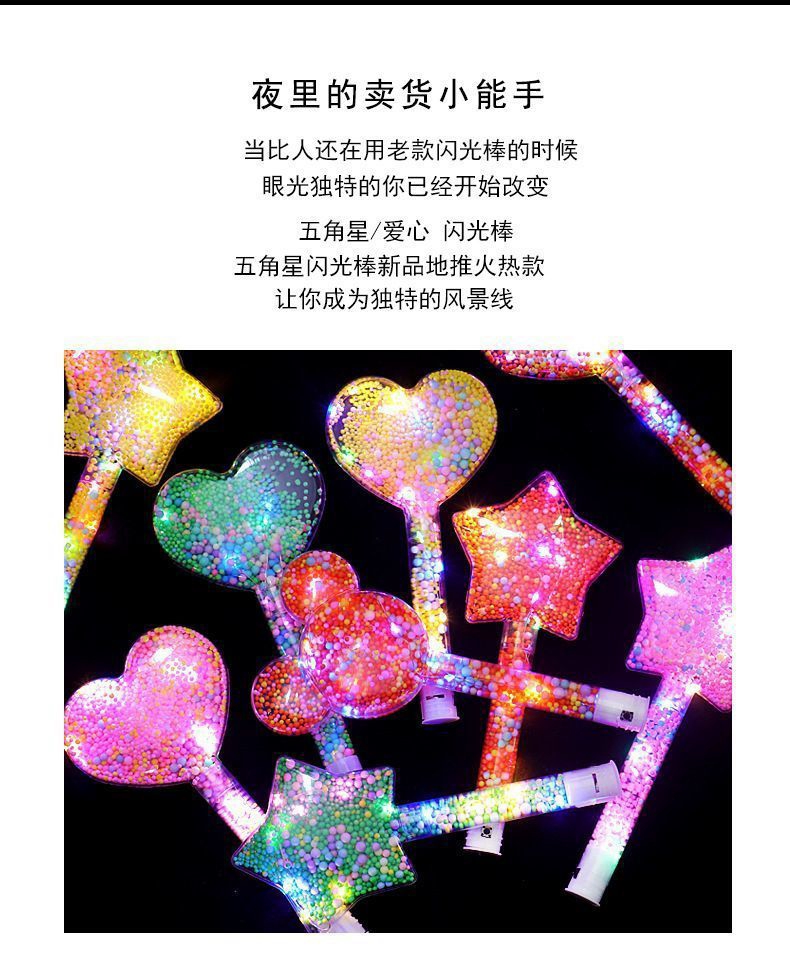 夜里的卖货小能手
当比人还在用老款闪光棒的时候
眼光独特的你已经开始改变
五角星/爱心 闪光棒
五角星闪光棒新品地推火热款
让你成为独特的风景线